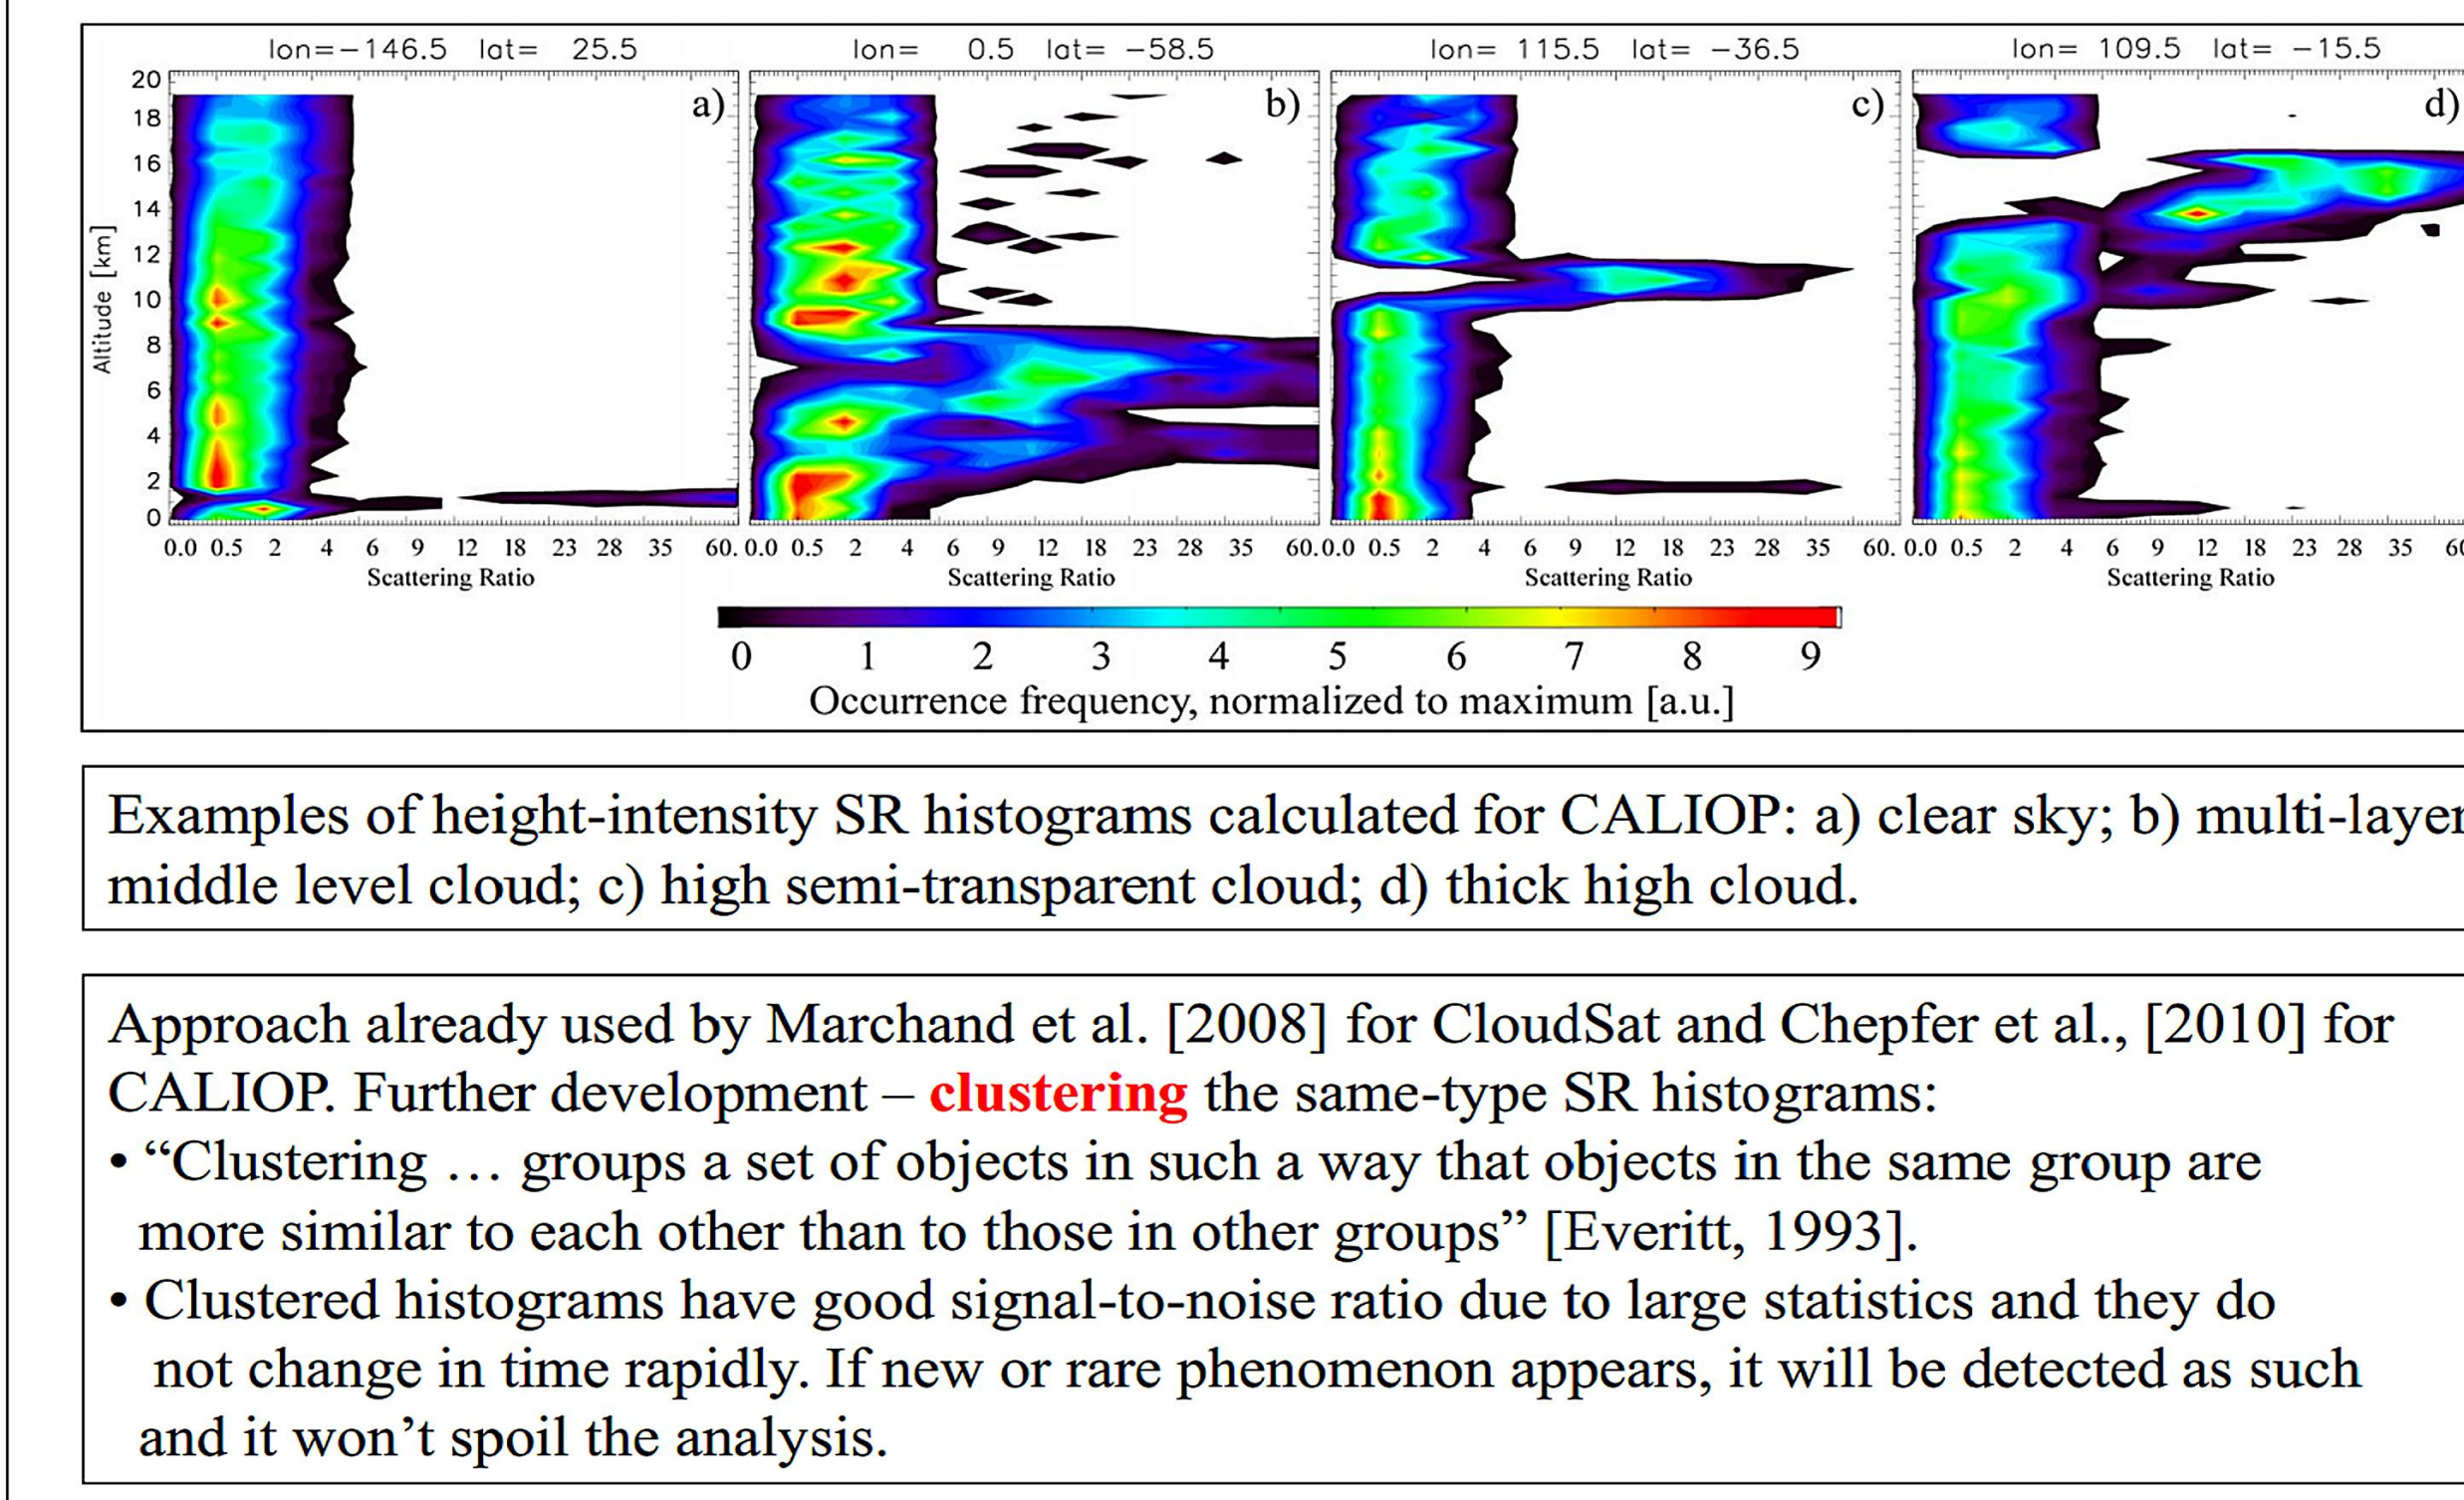 lon=-146.5 lat= 25.5
lon= 0.5 lat= -58.5
lon= 115.5 lat= -36.5
lon= 109.5 lat= -15.5
a)
b)
c)
d)
Altitude [km]
20
18
16
14
12
10
8
6
4
2
0
0.0 0.5 2 4 6 9 12 18 23 28 35 60.
0.0 0.5 2 4 6 9 12 18 23 28 35 60.
0.0 0.5 2 4 6 9 12 18 23 28 35 60.
0.0 0.5 2 4 6 9 12 18 23 28 35
Scattering Ratio
Scattering Ratio
Scattering Ratio
Scattering Ratio
0 1 2 3 4 5 6 7 8 9
Occurrence frequency, normalized to maximum [a.u.]
Examples of height-intensity SR histograms calculated for CALIOP: a) clear sky; b) multi-layer
middle level cloud; c) high semi-transparent cloud; d) thick high cloud.
Approach already used by Marchand et al. [2008] for CloudSat and Chepfer et al., [2010] for
CALIOP. Further development – clustering the same-type SR histograms:
• “Clustering … groups a set of objects in such a way that objects in the same group are
more similar to each other than to those in other groups” [Everitt, 1993].
• Clustered histograms have good signal-to-noise ratio due to large statistics and they do
not change in time rapidly. If new or rare phenomenon appears, it will be detected as such
and it won’t spoil the analysis.